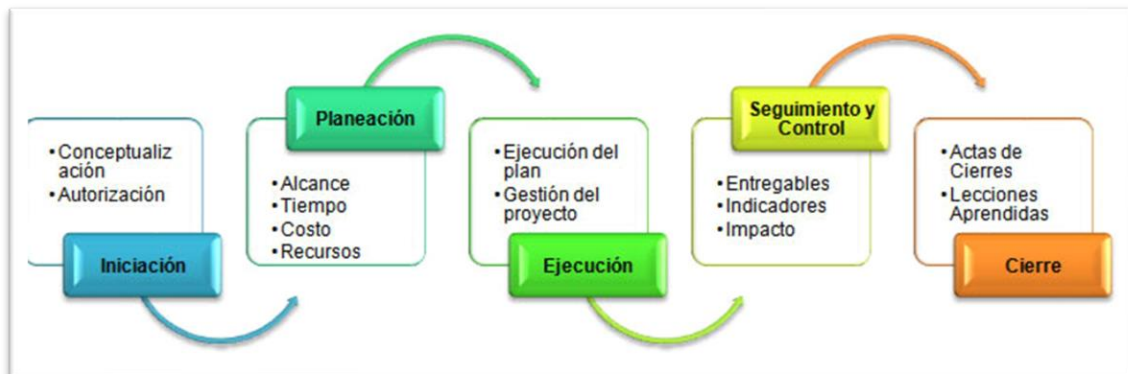 •Conceptualiz
ación
•Autorización
Iniciación
Planeación
•Alcance
•Tiempo
•Costo
•Recursos
•Ejecución del
plan
•Gestión del
proyecto
Ejecución
Seguimiento y
Control
•Entregables
•Indicadores
•Impacto
•Actas de
Cierres
•Lecciones
Aprendidas
Cierre